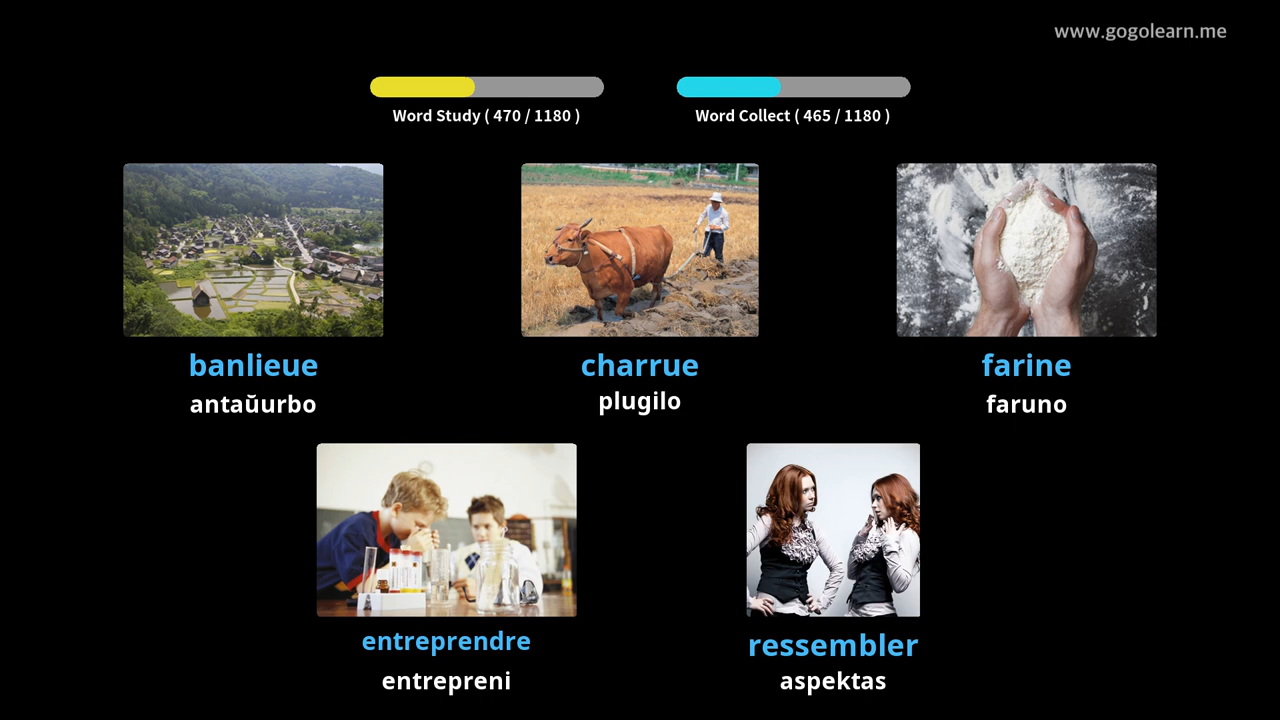 www.gogolearn.me
Word Study ( 470 / 1180 )
Word Collect ( 465 / 1180 )
banlieue
antaŭurbo
charrue
plugilo
farine
faruno
entreprendre
entrepreni
ressembler
aspektas